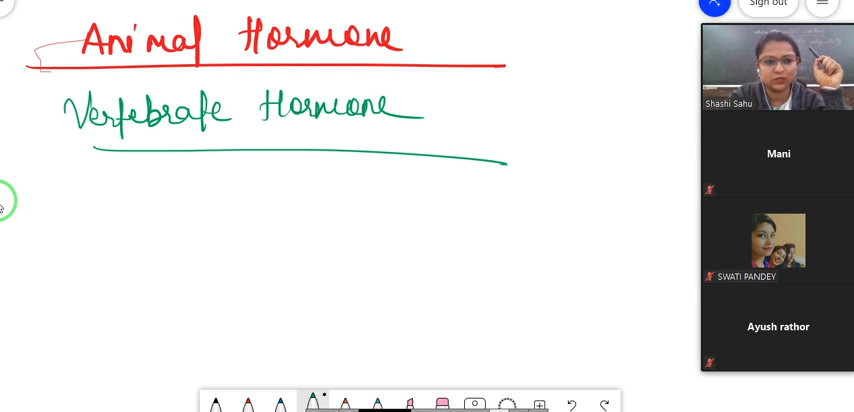 Sign out
Animal Hormone
Vertebrate Hormone
Shashi Sahu
Mani
SWATI PANDEY
Ayush rathor